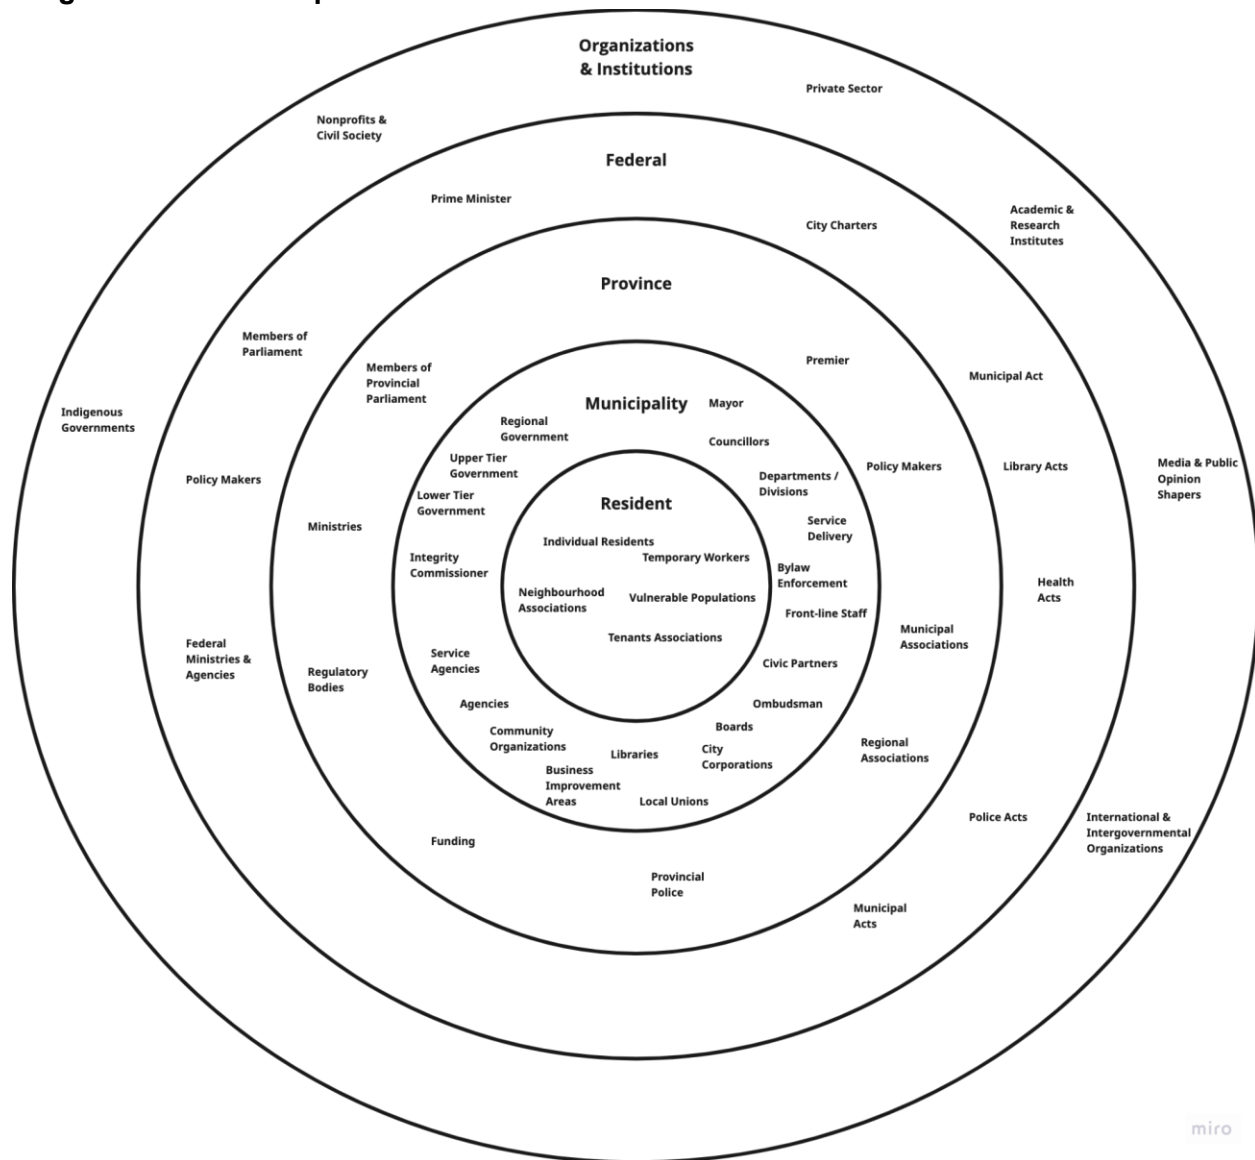 Organizations
& Institutions
Private Sector
Nonprofits &
Civil Society
Federal
Prime Minister
City Charters
Academic &
Research
Institutes
Province
Members of
Parliament
Members of
Provincial
Parliament
Premier
Municipal Act
Indigenous
Governments
Municipality
Mayor
Regional
Government
Councillors
Upper Tier
Government
Policy Makers
Library Acts
Media & Public
Opinion
Shapers
Policy Makers
Departments /
Divisions
Lower Tier
Government
Resident
Ministries
Service
Delivery
Individual Residents
Temporary Workers
Integrity
Commissioner
Bylaw
Enforcement
Health
Acts
Neighbourhood
Associations
Vulnerable Populations
Front-line Staff
Tenants Associations
Municipal
Associations
Federal
Ministries &
Agencies
Service
Agencies
Civic Partners
Regulatory
Bodies
Agencies
Ombudsman
Community
Organizations
Boards
Libraries
City
Corporations
Regional
Associations
Business
Improvement
Areas
Local Unions
Police Acts
International &
Intergovernmental
Organizations
Funding
Provincial
Police
Municipal
Acts
miro